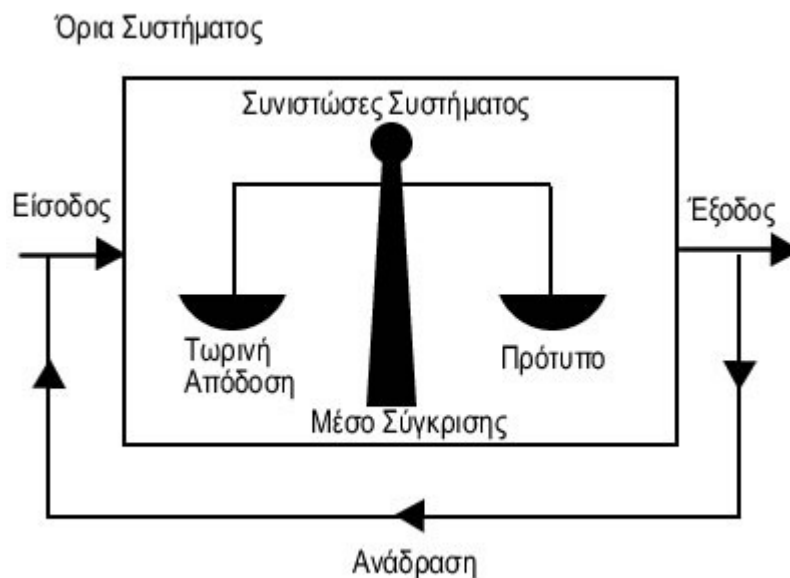 Όρια Συστήματος
Συνιστώσες Συστήματος
Είσοδος
Έξοδος
Τωρινή
Απόδοση
Πρότυπο
Μέσο Σύγκρισης
Ανάδραση